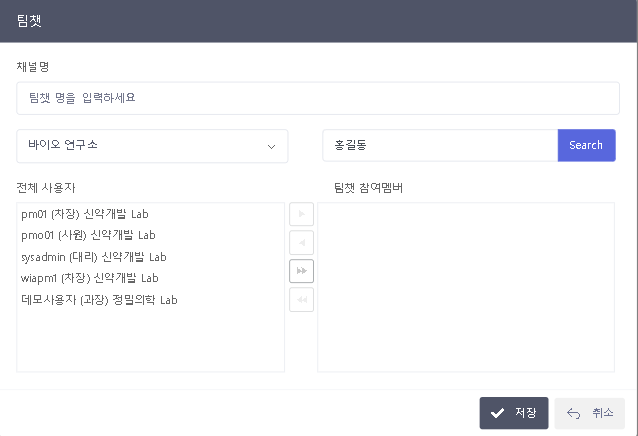 팀챗
채널명
팀챗 명을 입력하세요
바이오 연구소
홍길동
Search
전체 사용자
팀챗 참여멤버
pm01 (차장) 신약개발 Lab
pmo01 (사원) 신약개발 Lab
sysadmin (대리) 신약개발 Lab
wiapm1 (차장) 신약개발 Lab
데모사용자 (과장) 정밀의학 Lab
저장
취소